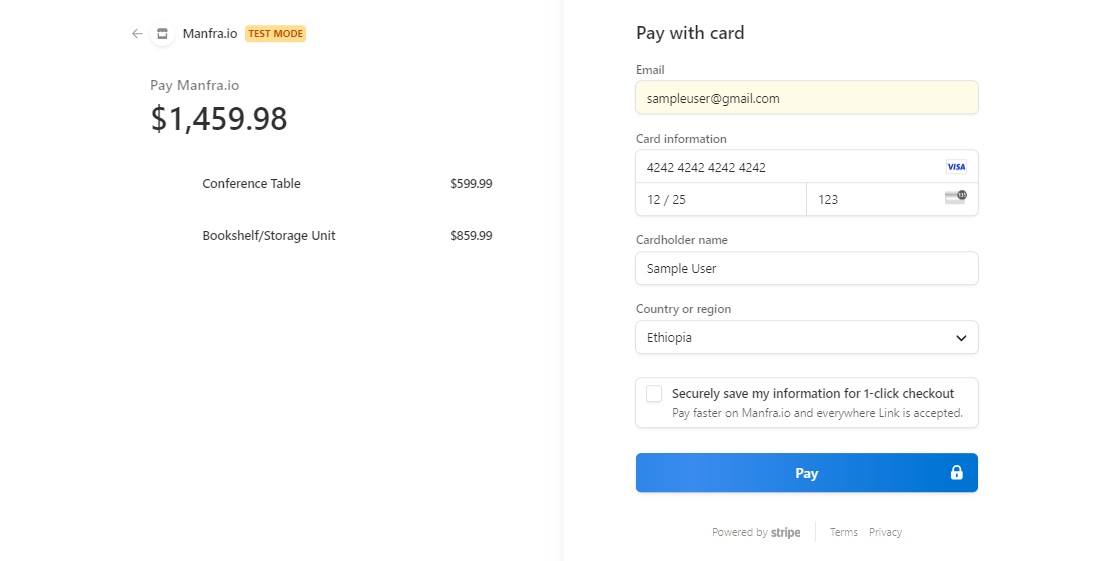 Manfra.io TEST MODE
Pay Manfra.io
$1,459.98
Conference Table $599.99
Bookshelf/Storage Unit $859.99
Pay with card
Email
sampleuser@gmail.com
Card information
4242 4242 4242 4242 VISA
12 / 25 123 135
Cardholder name
Sample User
Country or region
Ethiopia
Securely save my information for 1-click checkout
Pay faster on Manfra.io and everywhere Link is accepted.
Pay
Powered by stripe Terms Privacy